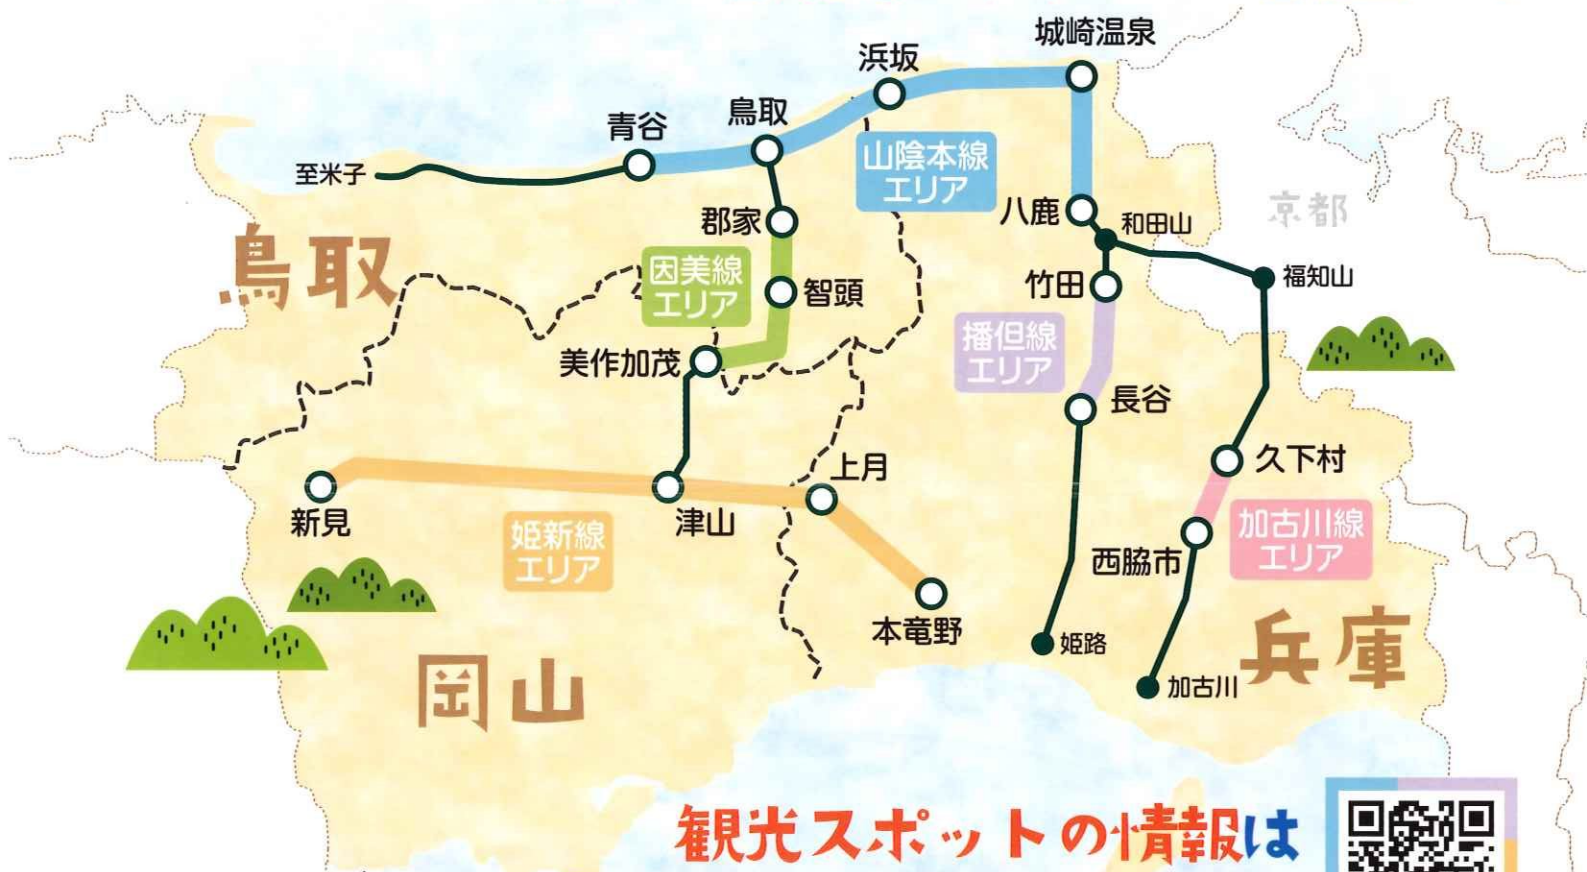 城崎温泉
浜坂
鳥取
青谷
至米子
山陰本線
エリア
京都
郡家
八鹿
和田山
鳥取
因美線
エリア
智頭
竹田
福知山
美作加茂
播但線
エリア
長谷
上月
久下村
新見
津山
姫新線
エリア
加古川線
エリア
西脇市
本竜野
姫路
兵庫
岡山
加古川
観光スポットの情報は